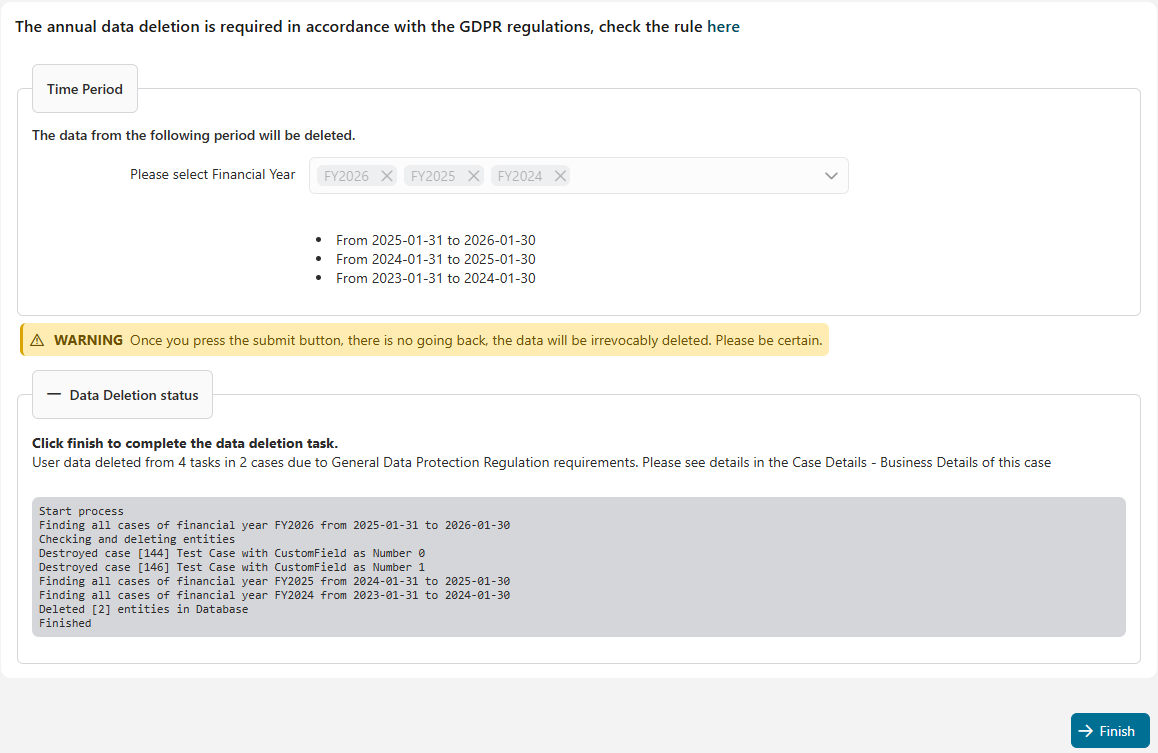 The annual data deletion is required in accordance with the GDPR regulations, check the rule here
Time Period
The data from the following period will be deleted.
Please select Financial Year FY2026 FY2025 FY2024
From 2025-01-31 to 2026-01-30
From 2024-01-31 to 2025-01-30
From 2023-01-31 to 2024-01-30
WARNING Once you press the submit button, there is no going back, the data will be irrevocably deleted. Please be certain.
Data Deletion status
Click finish to complete the data deletion task.
User data deleted from 4 tasks in 2 cases due to General Data Protection Regulation requirements. Please see details in the Case Details - Business Details of this case
Start process
Finding all cases of financial year FY2026 from 2025-01-31 to 2026-01-30
Checking and deleting entities
Destroyed case [144] Test Case with CustomField as Number 0
Destroyed case [146] Test Case with CustomField as Number 1
Finding all cases of financial year FY2025 from 2024-01-31 to 2025-01-30
Finding all cases of financial year FY2024 from 2023-01-31 to 2024-01-30
Deleted [2] entities in Database
Finished
Finish